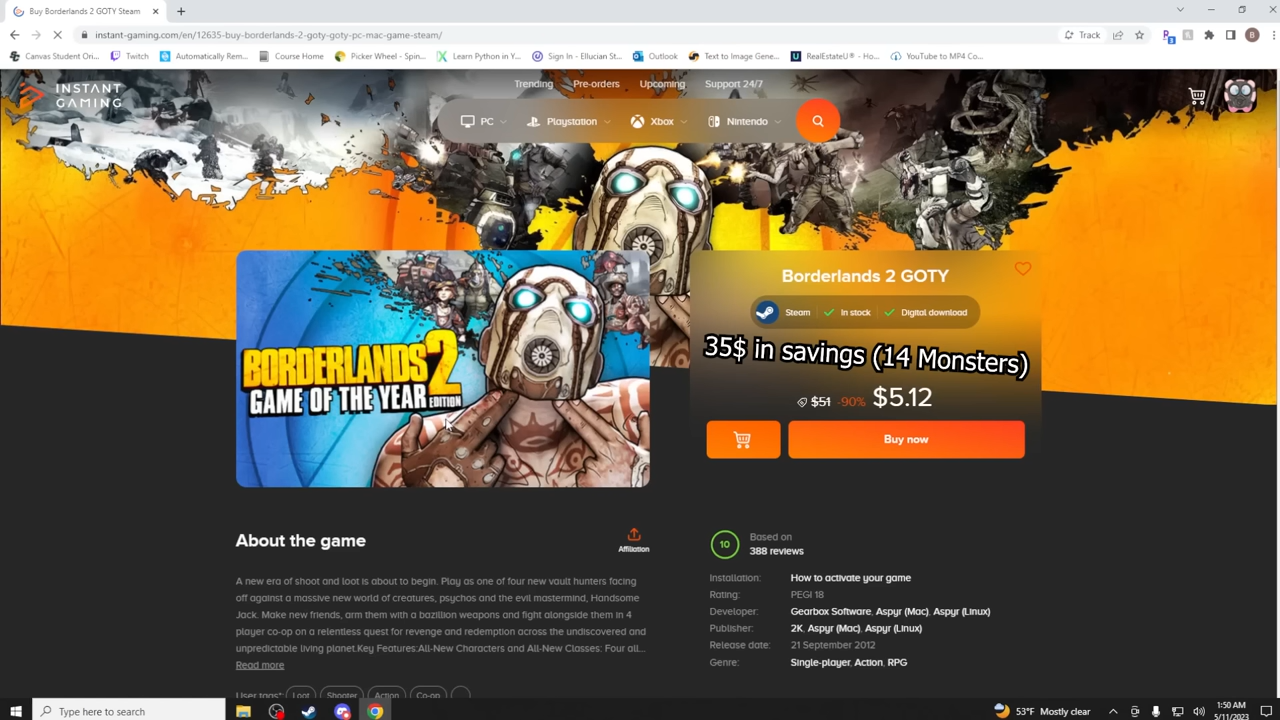 Buy Borderlands 2 GOTY Steam
instant-gaming.com/en/12635-buy-borderlands-2-goty-goty-pc-mac-game-steam/
Track
B
Canvas Student Onl...
Twitch
Automatically Rem...
Course Home
Picker Wheel - Spin...
Learn Python in Y...
Sign In - Ellucian St...
Outlook
Text to Image Gene...
RealEstateU® - Ho...
YouTube to MP4 Co...
INSTANT
GAMING
Trending Pre-orders Upcoming Support 24/7
PC Playstation Xbox Nintendo
BORDERLANDS 2
GAME OF THE YEAR EDITION
Borderlands 2 GOTY
Steam In stock Digital download
35$ in savings (14 Monsters)
$51 -90% $5.12
Buy now
About the game
Affiliation
A new era of shoot and loot is about to begin. Play as one of four new vault hunters facing
off against a massive new world of creatures, psychos and the evil mastermind, Handsome
Jack. Make new friends, arm them with a bazillion weapons and fight alongside them in 4
player co-op on a relentless quest for revenge and redemption across the undiscovered and
unpredictable living planet.Key Features:All-New Characters and All-New Classes: Four all...
Read more
User tags*: Loot Shooter Action Co-op ...
10
Based on
388 reviews
Installation: How to activate your game
Rating: PEGI 18
Developer: Gearbox Software, Aspyr (Mac), Aspyr (Linux)
Publisher: 2K, Aspyr (Mac), Aspyr (Linux)
Release date: 21 September 2012
Genre: Single-player, Action, RPG
Type here to search
53°F Mostly clear
1:50 AM
5/11/2023